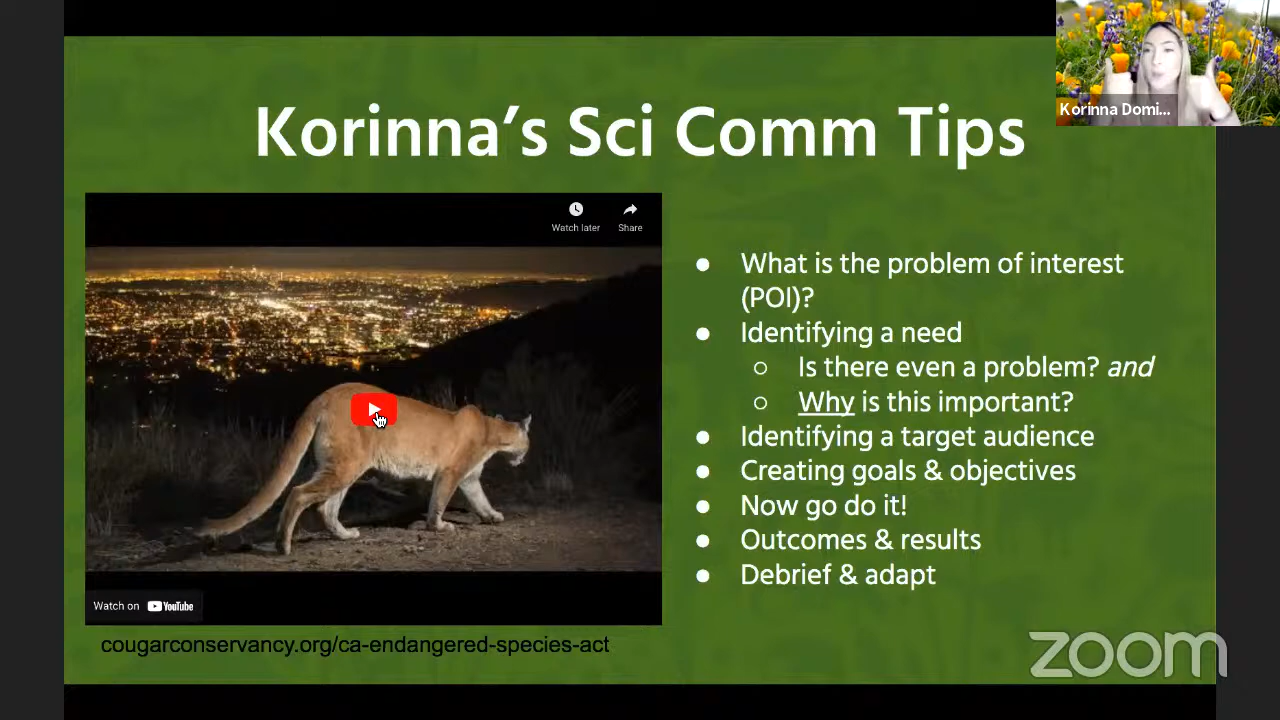 Korinna Domi...
Korinna's Sci Comm Tips
Watch later
Share
Watch on YouTube
cougarconservancy.org/ca-endangered-species-act
● What is the problem of interest
(POI)?
● Identifying a need
○ Is there even a problem? and
○ Why is this important?
● Identifying a target audience
● Creating goals & objectives
● Now go do it!
● Outcomes & results
● Debrief & adapt
zoom